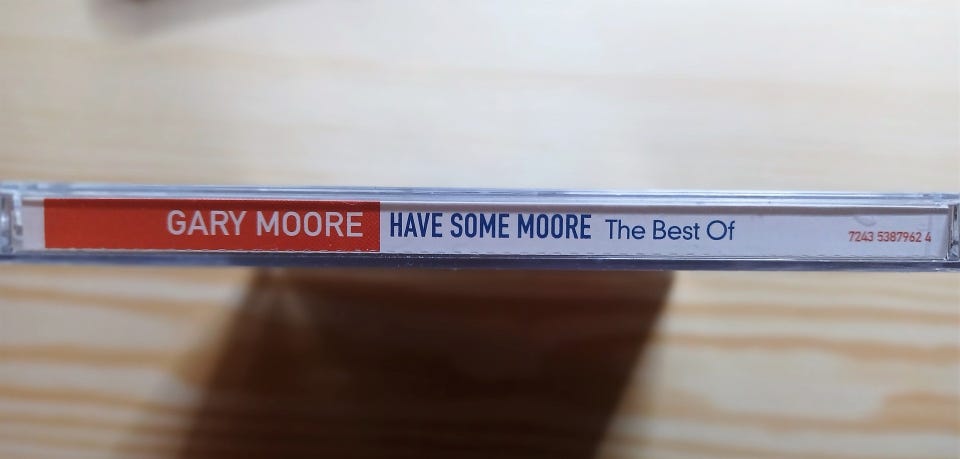 GARY MOORE HAVE SOME MOORE The Best Of 7243 5387962 4